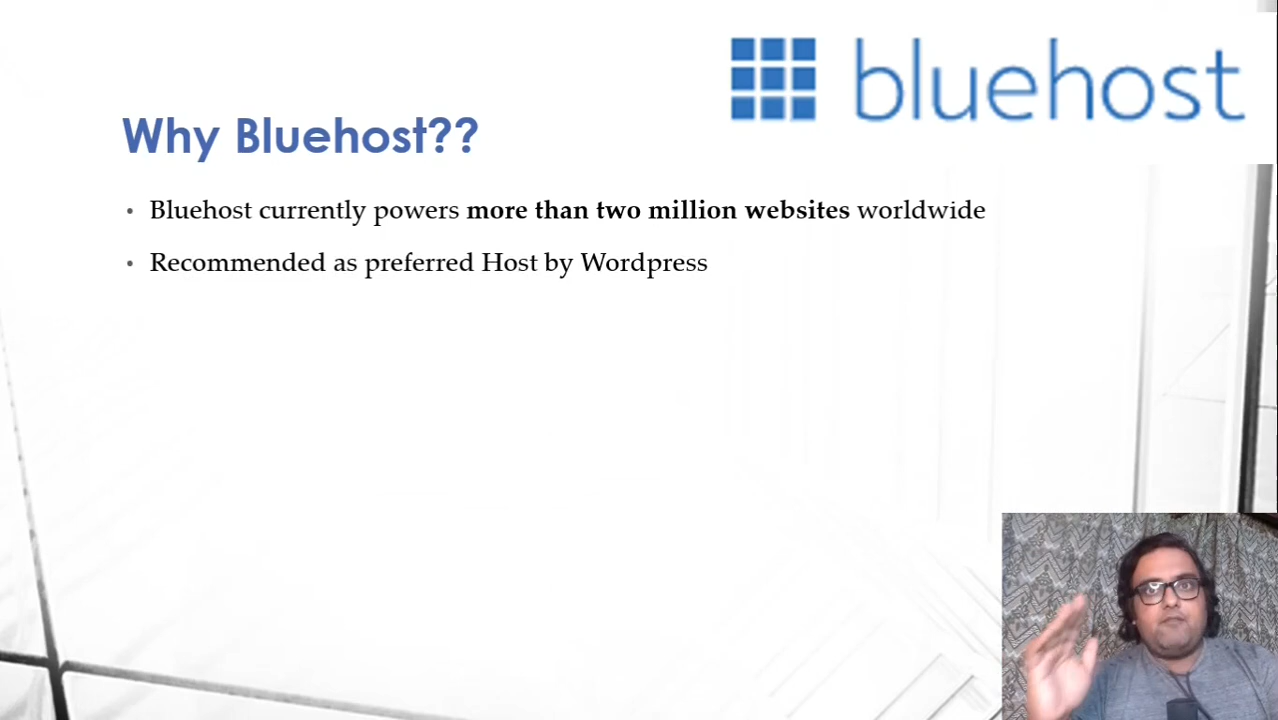 bluehost
Why Bluehost??
• Bluehost currently powers more than two million websites worldwide
• Recommended as preferred Host by Wordpress